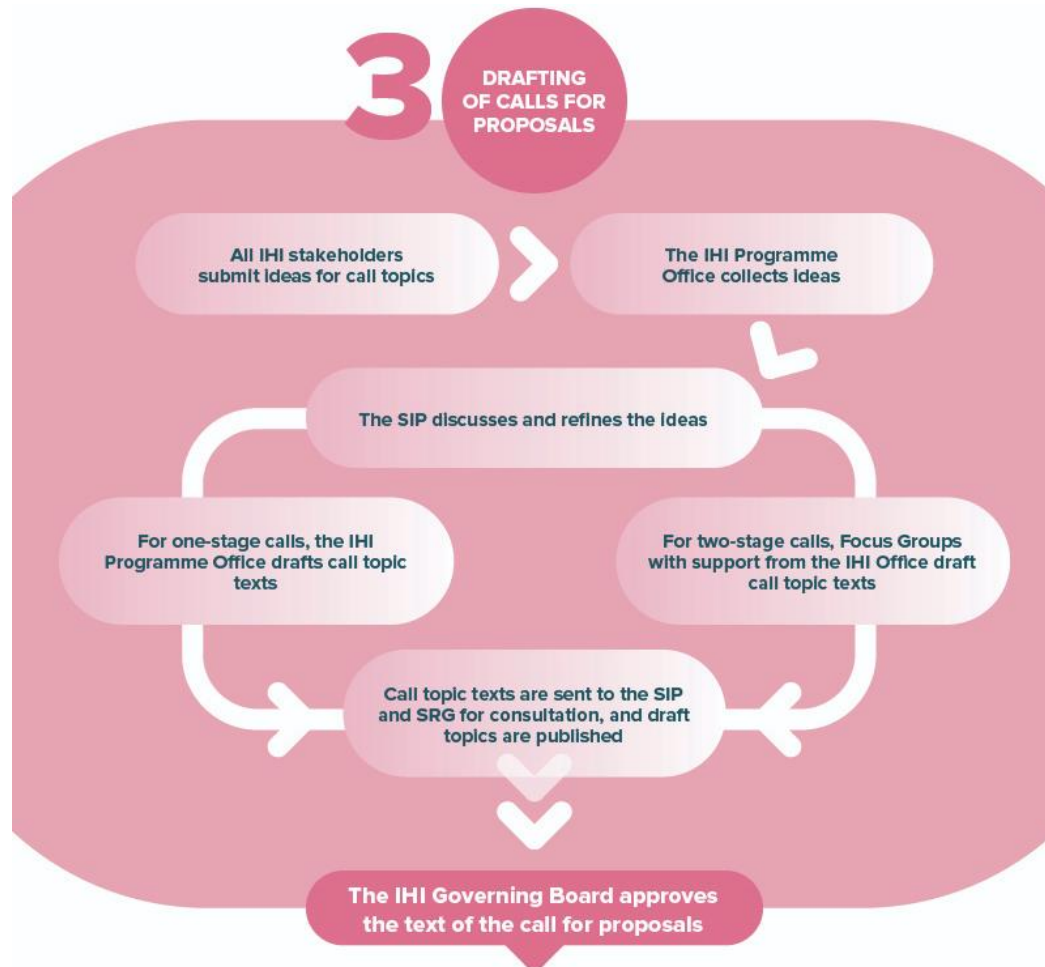 3
DRAFTING
OF CALLS FOR
PROPOSALS
All IHI stakeholders
submit ideas for call topics
The IHI Programme
Office collects ideas
The SIP discusses and refines the ideas
For one-stage calls, the IHI
Programme Office drafts call topic
texts
For two-stage calls, Focus Groups
with support from the IHI Office draft
call topic texts
Call topic texts are sent to the SIP
and SRG for consultation, and draft
topics are published
The IHI Governing Board approves
the text of the call for proposals